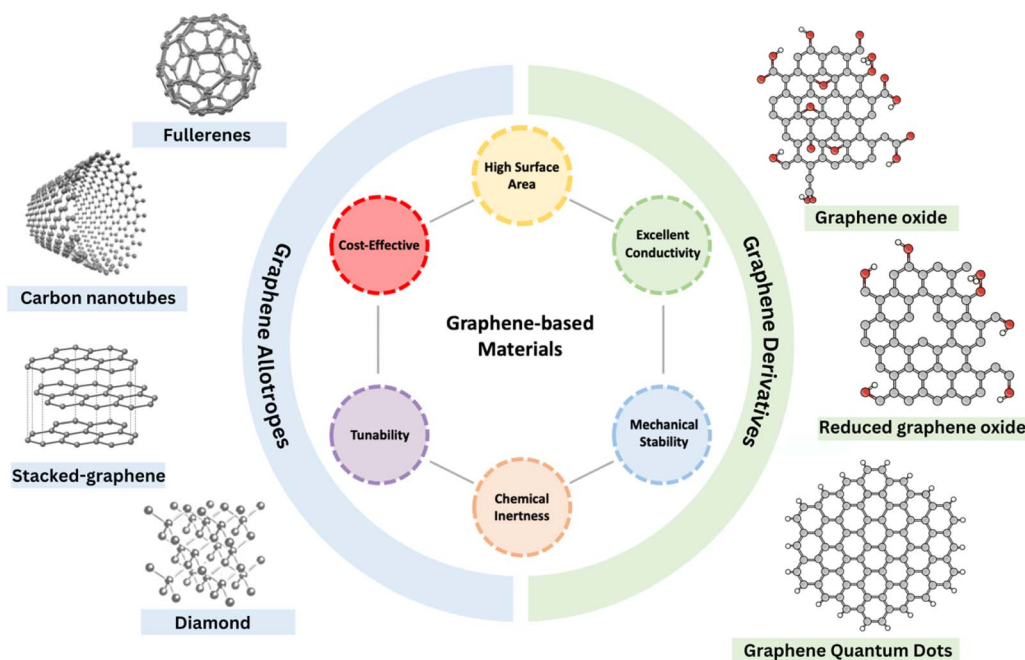 Fullerenes
Carbon nanotubes
Stacked-graphene
Diamond
Graphene Allotropes
High Surface
Area
Cost-Effective
Excellent
Conductivity
Graphene-based
Materials
Tunability
Mechanical
Stability
Chemical
Inertness
Graphene Derivatives
Graphene oxide
Reduced graphene oxide
Graphene Quantum Dots